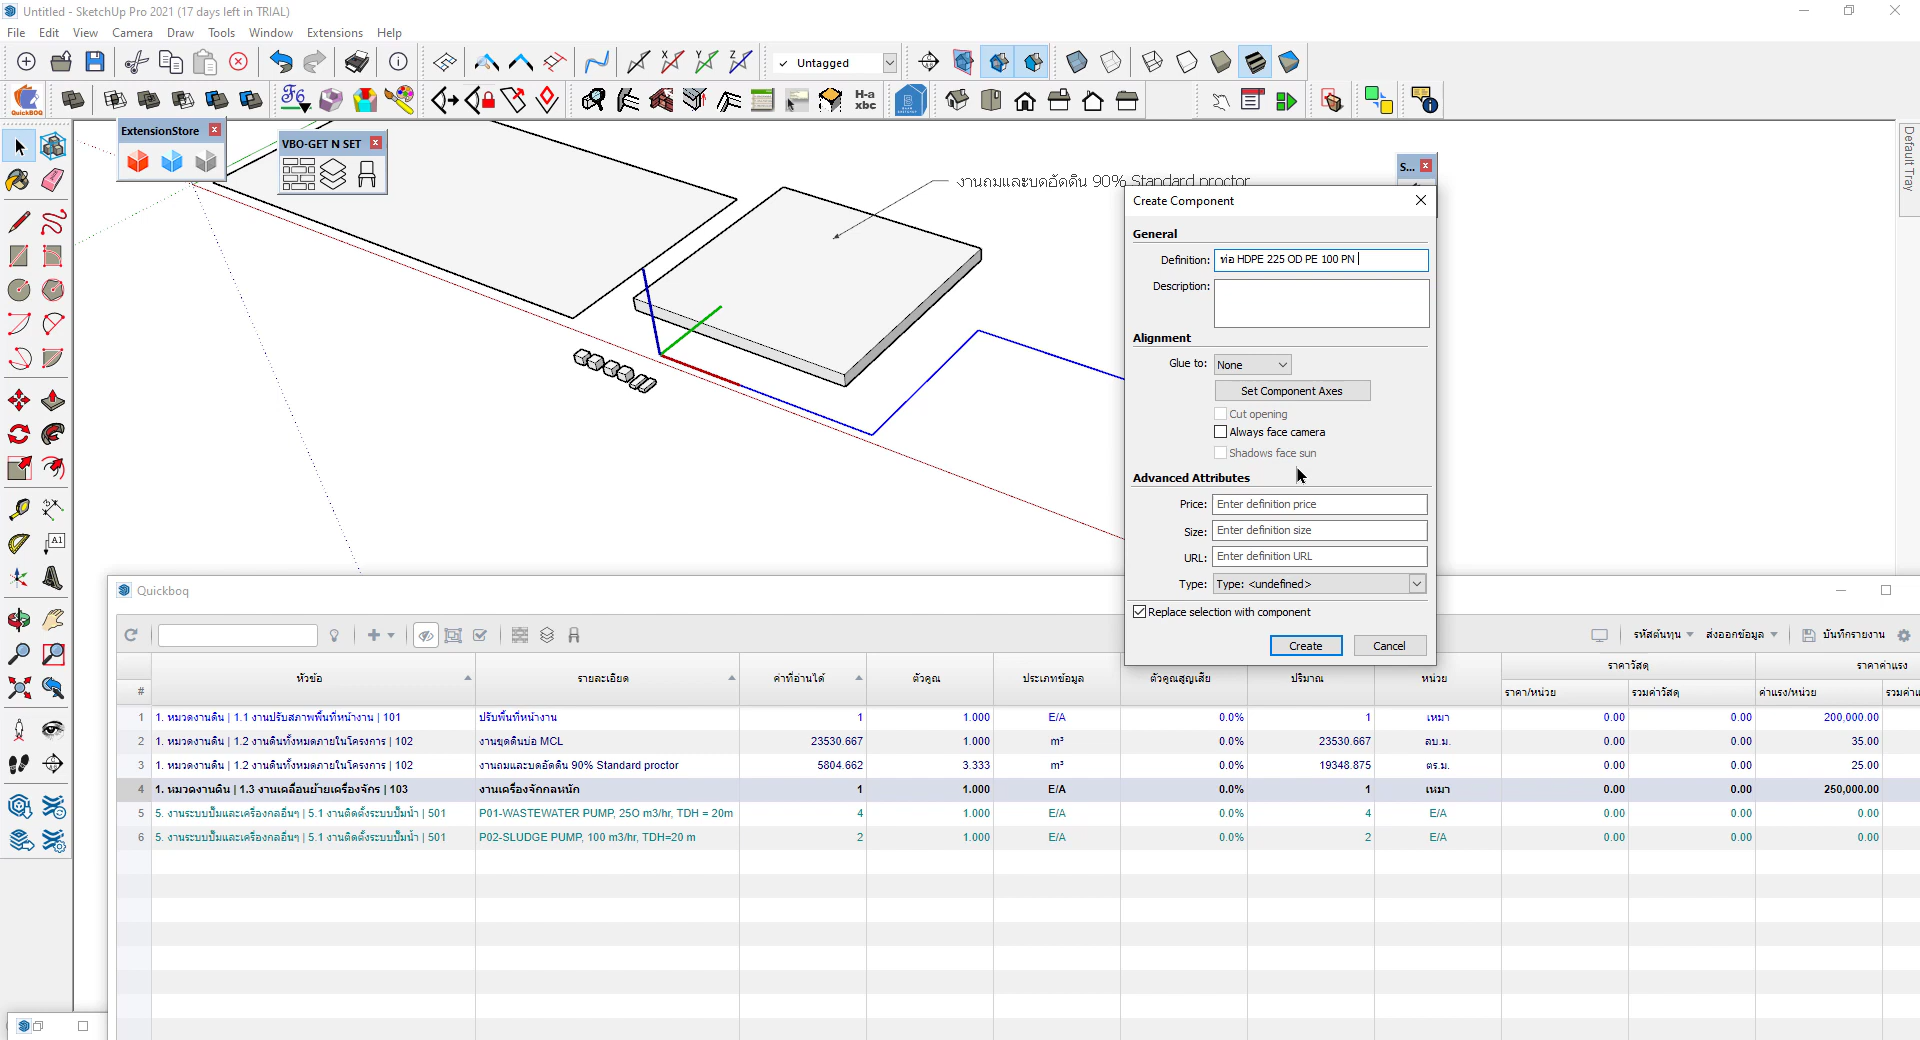 Untitled - SketchUp Pro 2021 (17 days left in TRIAL)
File Edit View Camera Draw Tools Window Extensions Help
✓ Untagged
QuickBOQ
H-a
xbc
ExtensionStore
VBO-GET N SET
S...
Default Tray
งานถมและบดอัดดิน 90% Standard proctor
Create Component
General
Definition: ท่อ HDPE 225 OD PE 100 PN
Description:
Alignment
Glue to: None
Set Component Axes
Cut opening
Always face camera
Shadows face sun
Advanced Attributes
Price: Enter definition price
Size: Enter definition size
URL: Enter definition URL
Type: Type: <undefined>
Replace selection with component
Create Cancel
Quickboq
รหัสต้นทุน ส่งออกข้อมูล บันทึกรายงาน
# หัวข้อ รายละเอียด ค่าที่อ่านได้ ตัวคูณ ประเภทข้อมูล ตัวคูณสูญเสีย ปริมาณ หน่วย ราคาวัสดุ ราคาค่าแรง
ราคา/หน่วย รวมค่าวัสดุ ค่าแรง/หน่วย
1 1. หมวดงานดิน | 1.1 งานปรับสภาพพื้นที่หน้างาน | 101 ปรับพื้นที่หน้างาน 1 1.000 E/A 0.0% 1 เหมา 0.00 0.00 200,000.00
2 1. หมวดงานดิน | 1.2 งานดินทั้งหมดภายในโครงการ | 102 งานขุดดินบ่อ MCL 23530.667 1.000 m³ 0.0% 23530.667 ลบ.ม. 0.00 0.00 35.00
3 1. หมวดงานดิน | 1.2 งานดินทั้งหมดภายในโครงการ | 102 งานถมและบดอัดดิน 90% Standard proctor 5804.662 3.333 m³ 0.0% 19348.875 ตร.ม. 0.00 0.00 25.00
4 1. หมวดงานดิน | 1.3 งานเคลื่อนย้ายเครื่องจักร | 103 งานเครื่องจักกลหนัก 1 1.000 E/A 0.0% 1 เหมา 0.00 0.00 250,000.00
5 5. งานระบบปั๊มและเครื่องกลอื่นๆ | 5.1 งานติดตั้งระบบปั๊มน้ำ | 501 P01-WASTEWATER PUMP, 25O m3/hr, TDH = 20m 4 1.000 E/A 0.0% 4 E/A 0.00 0.00 0.00
6 5. งานระบบปั๊มและเครื่องกลอื่นๆ | 5.1 งานติดตั้งระบบปั๊มน้ำ | 501 P02-SLUDGE PUMP, 100 m3/hr, TDH=20 m 2 1.000 E/A 0.0% 2 E/A 0.00 0.00 0.00